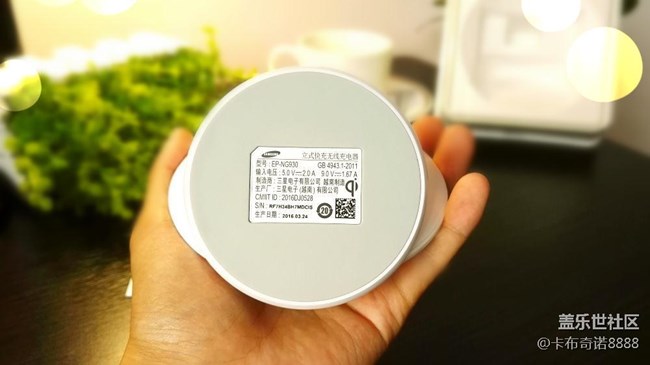 SAMSUNG 立式快充无线充电器
型号: EP-NG930 GB 4943.1-2011
输入电压: 5.0 V⎓2.0 A 9.0 V⎓1.67 A
制造商: 三星电子有限公司 越南制造
生产厂: 三星电子 (越南) 有限公司
CMIIT ID : 2016DJ0528
S/N : RF7H34BH7MDCIS
生产日期: 2016.03.24
20
盖乐世社区
@卡布奇诺8888